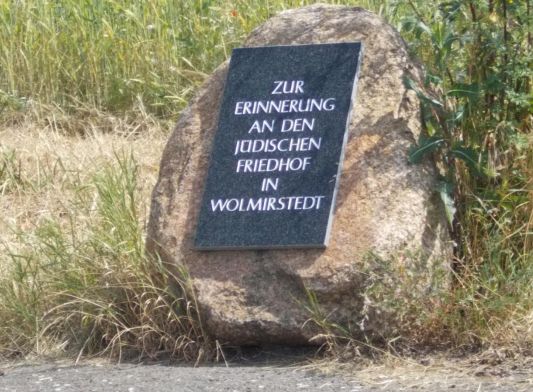 ZUR
ERINNERUNG
AN DEN
JÜDISCHEN
FRIEDHOF
IN
WOLMIRSTEDT